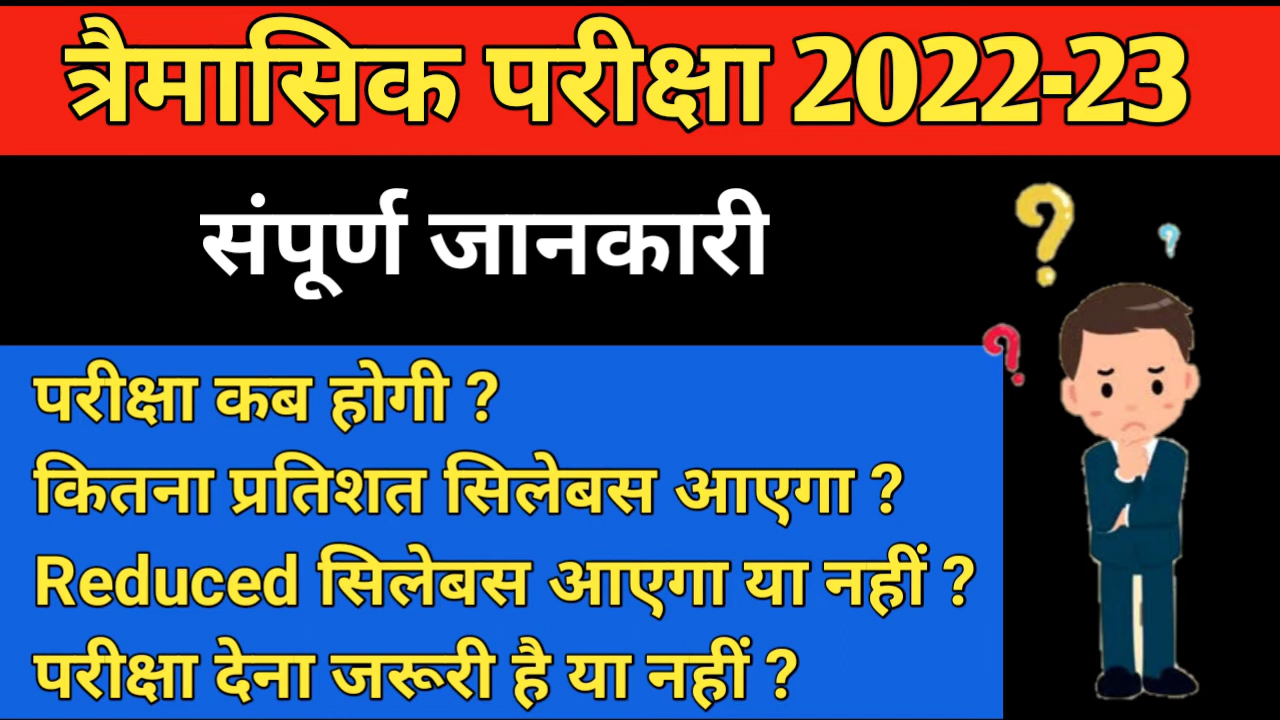 त्रैमासिक परीक्षा 2022-23
संपूर्ण जानकारी
परीक्षा कब होगी ?
कितना प्रतिशत सिलेबस आएगा ?
Reduced सिलेबस आएगा या नहीं ?
परीक्षा देना जरूरी है या नहीं ?